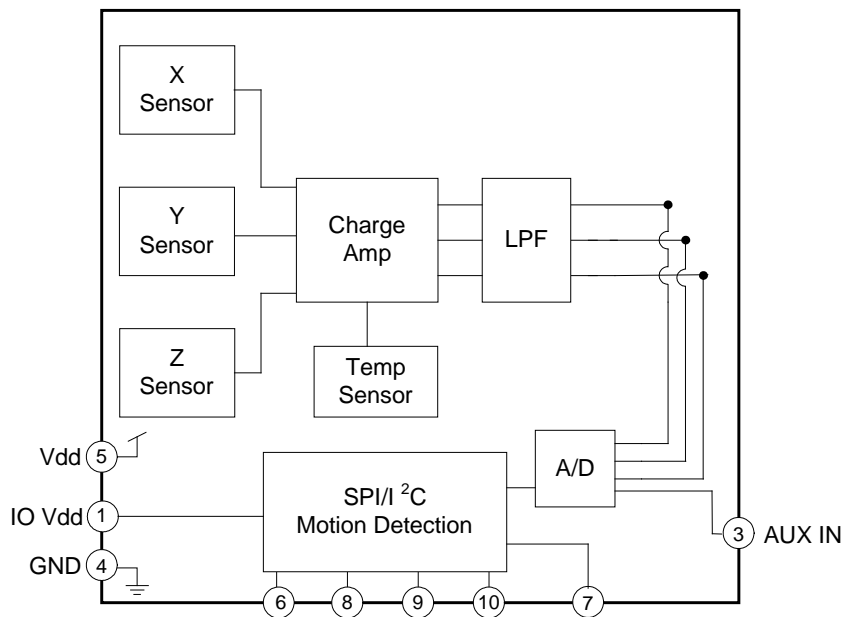 X
Sensor
Y
Sensor
Z
Sensor
Charge
Amp
LPF
Temp
Sensor
A/D
SPI/I ²C
Motion Detection
Vdd 5
IO Vdd 1
GND 4
3 AUX IN
6 8 9 10 7